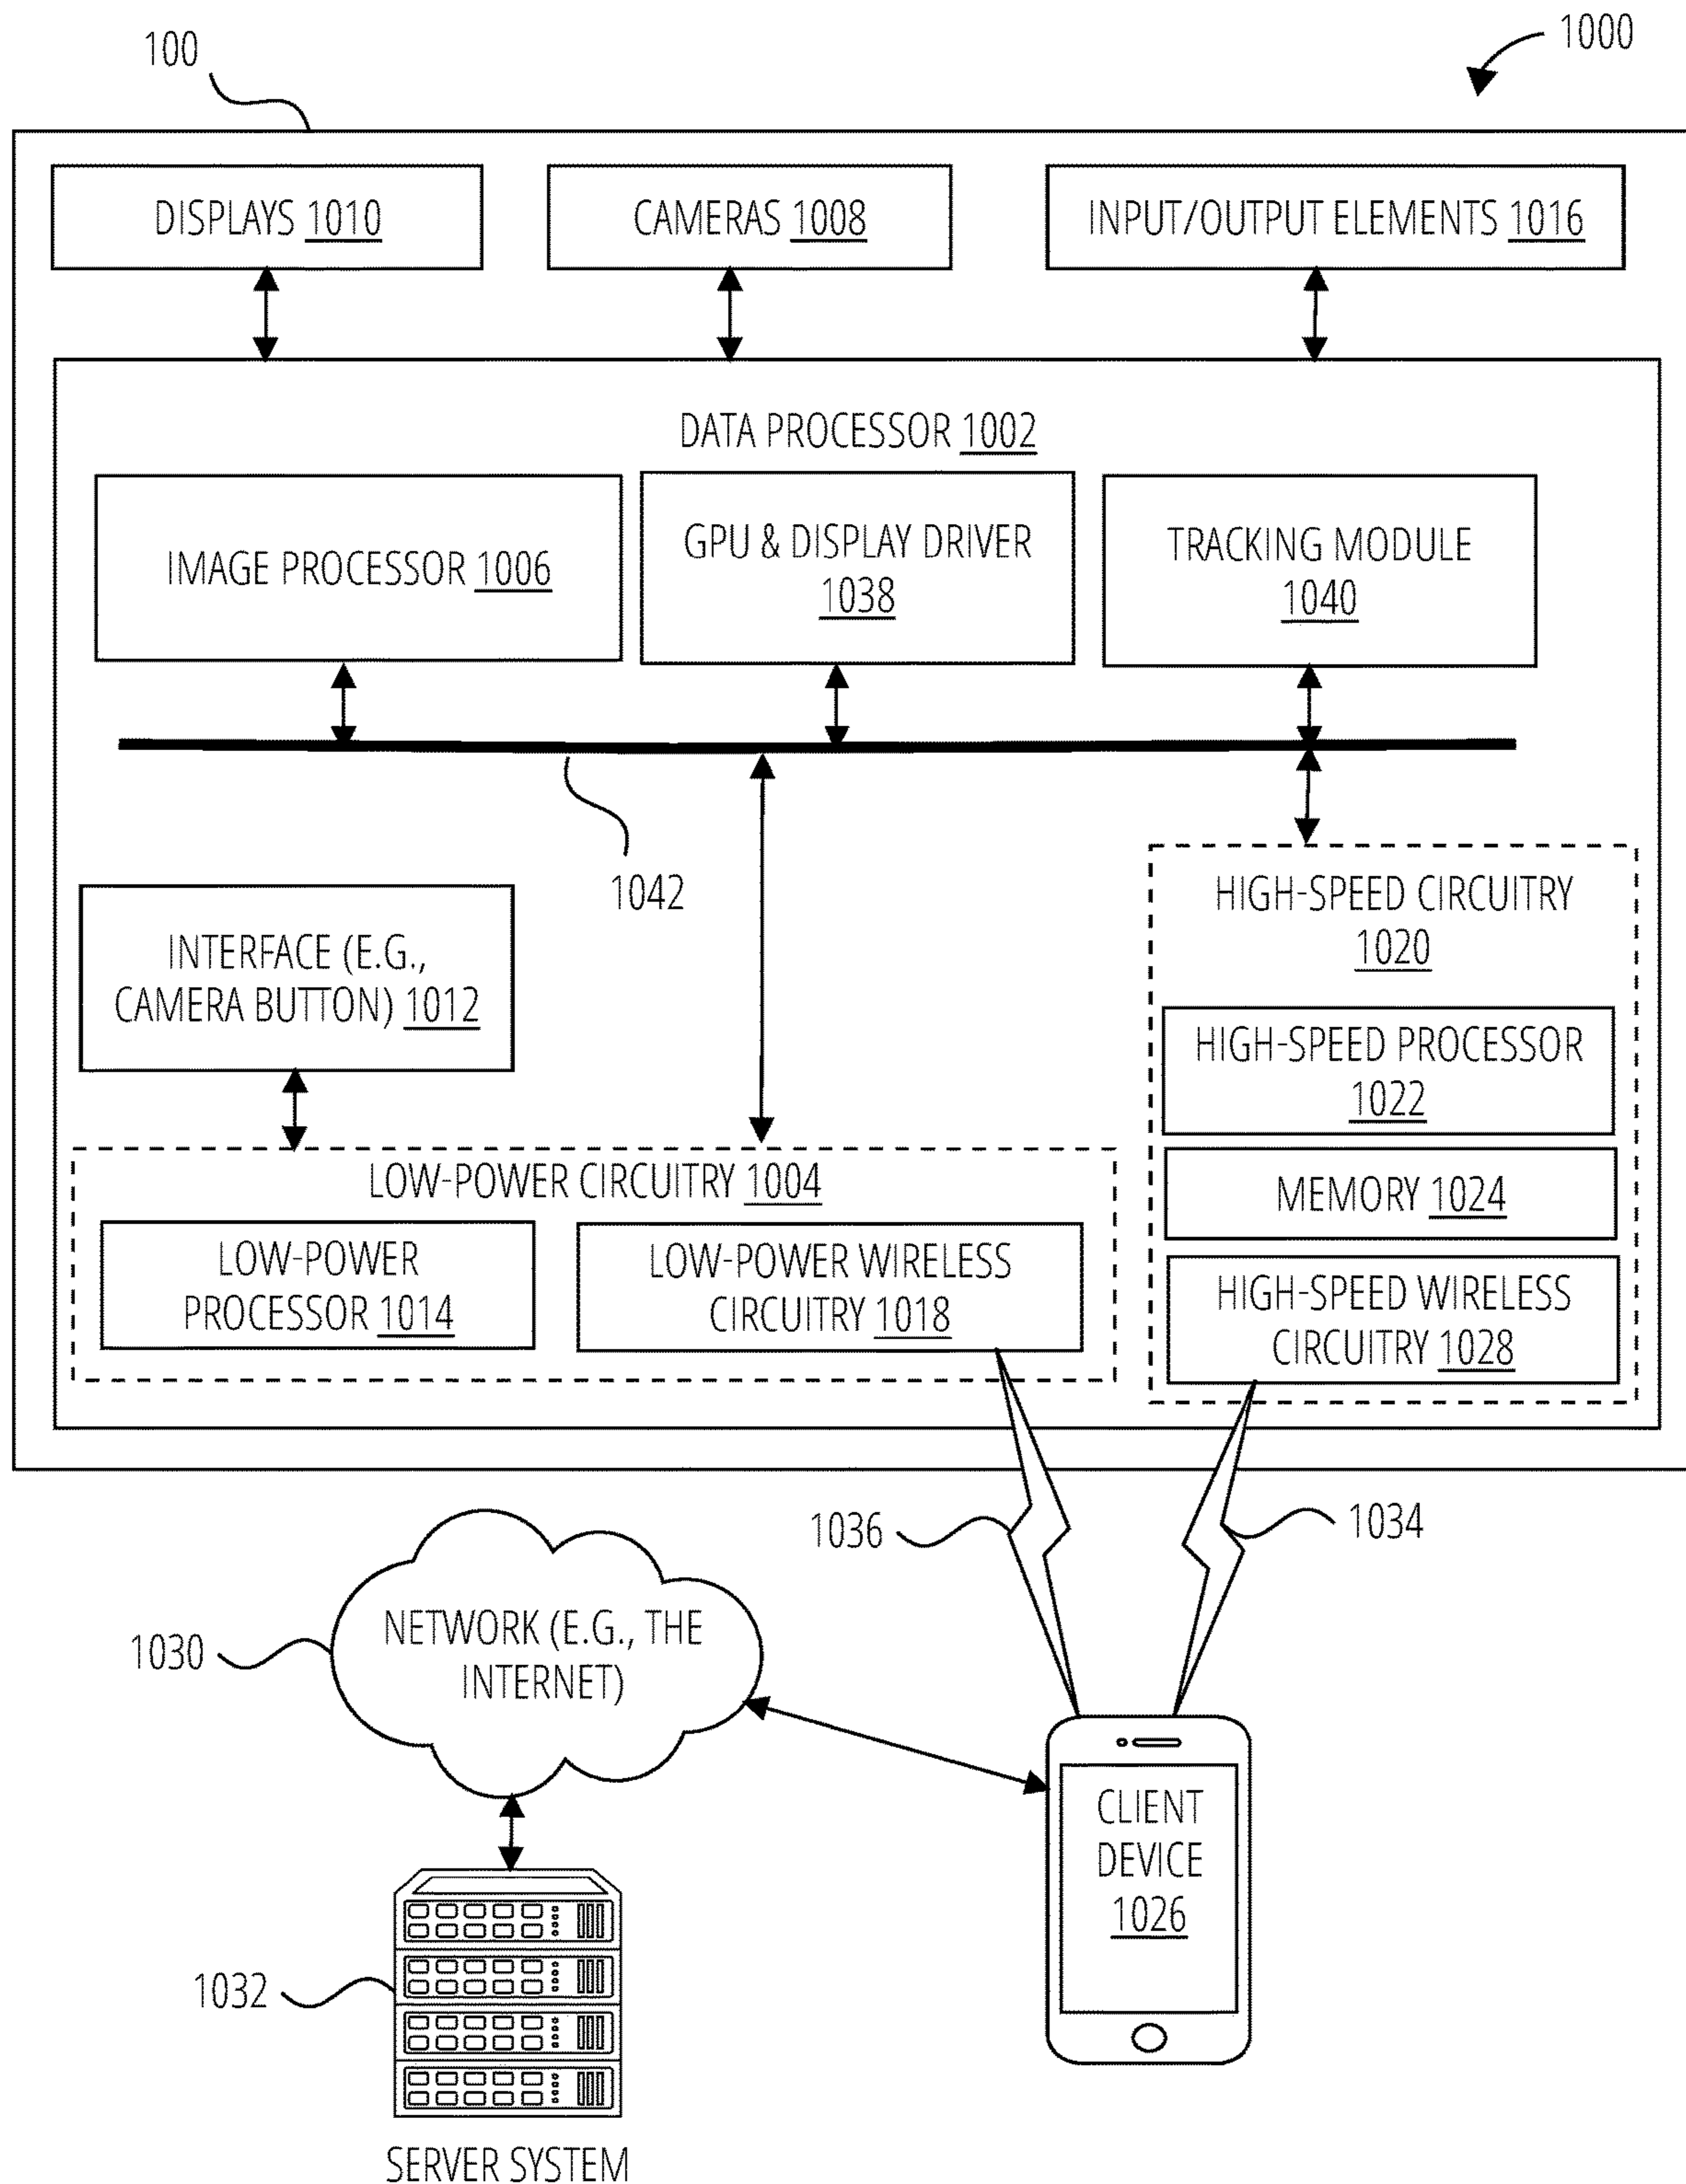 100
1000
DISPLAYS 1010
CAMERAS 1008
INPUT/OUTPUT ELEMENTS 1016
DATA PROCESSOR 1002
IMAGE PROCESSOR 1006
GPU & DISPLAY DRIVER
1038
TRACKING MODULE
1040
1042
INTERFACE (E.G.,
CAMERA BUTTON) 1012
HIGH-SPEED CIRCUITRY
1020
HIGH-SPEED PROCESSOR
1022
MEMORY 1024
HIGH-SPEED WIRELESS
CIRCUITRY 1028
LOW-POWER CIRCUITRY 1004
LOW-POWER
PROCESSOR 1014
LOW-POWER WIRELESS
CIRCUITRY 1018
1036
1034
1030
NETWORK (E.G., THE
INTERNET)
CLIENT
DEVICE
1026
1032
SERVER SYSTEM